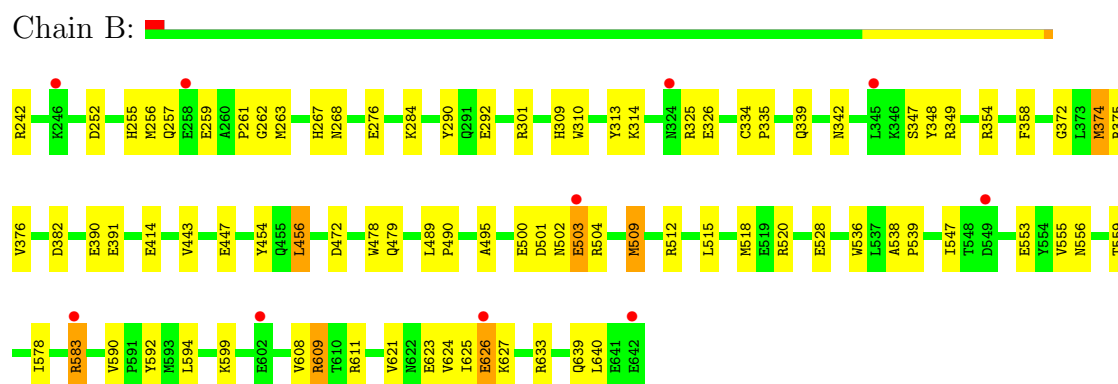 Chain B:
R242 K246 D252 H255 M256 Q257 E258 E259 A260 P261 G262 M263 H267 N268 E276 K284 Y290 Q291 E292 R301 H309 W310 Y313 K314 N324 R325 E326 C334 P335 Q339 N342 L345 K346 S347 Y348 R349 R354 F358 G372 L373 M374
V376 D382 E390 E391 E414 V443 E447 Y454 Q455 L456 D472 W478 Q479 L489 P490 A495 E500 D501 N502 E503 R504 M509 R512 L515 M518 E519 R520 E528 W536 L537 A538 P539 I547 T548 D549 E553 Y554 V555 N556 T559
I578 R583 V590 P591 Y592 M593 L594 K599 E602 V608 R609 T610 R611 V621 N622 E623 V624 I625 E626 K627 R633 Q639 L640 E641 E642